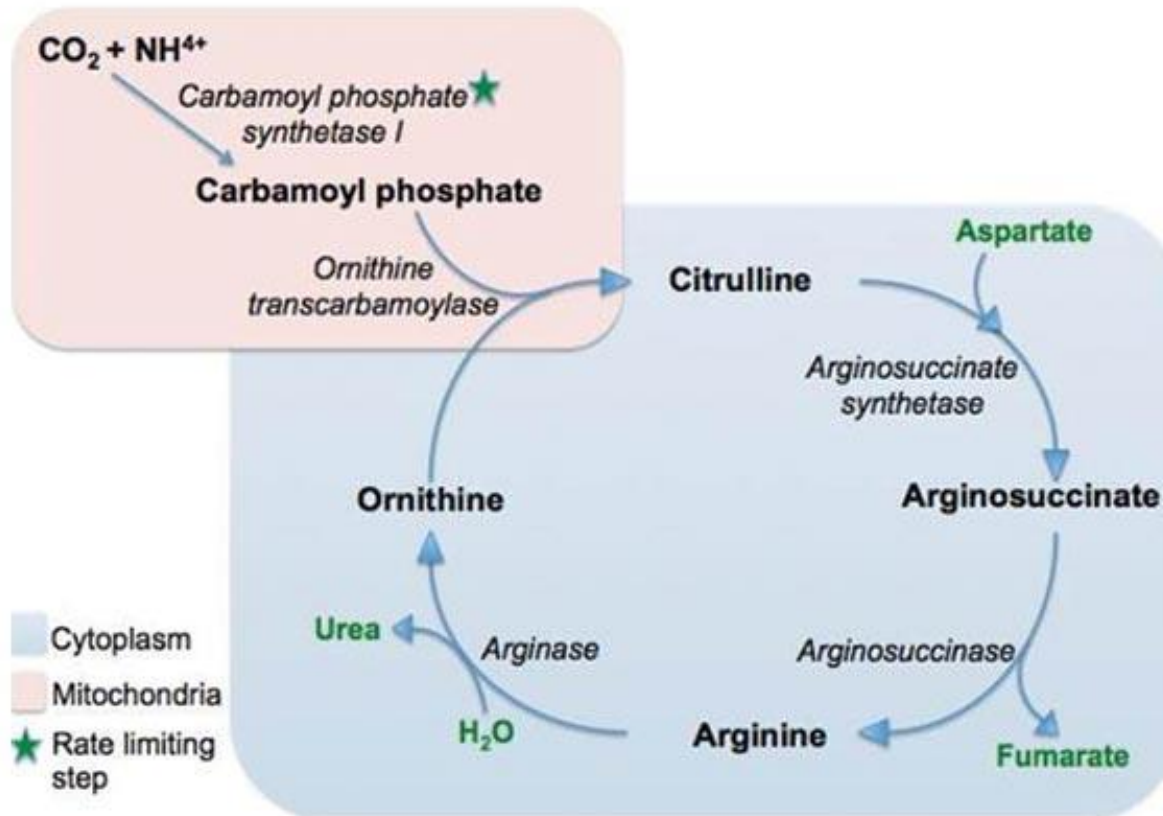 CO₂ + NH⁴⁺
Carbamoyl phosphate
synthetase I
Carbamoyl phosphate
Ornithine
transcarbamoylase
Citrulline
Aspartate
Arginosuccinate
synthetase
Ornithine
Arginosuccinate
Urea
Arginase
Arginosuccinase
H₂O
Arginine
Fumarate
Cytoplasm
Mitochondria
Rate limiting
step